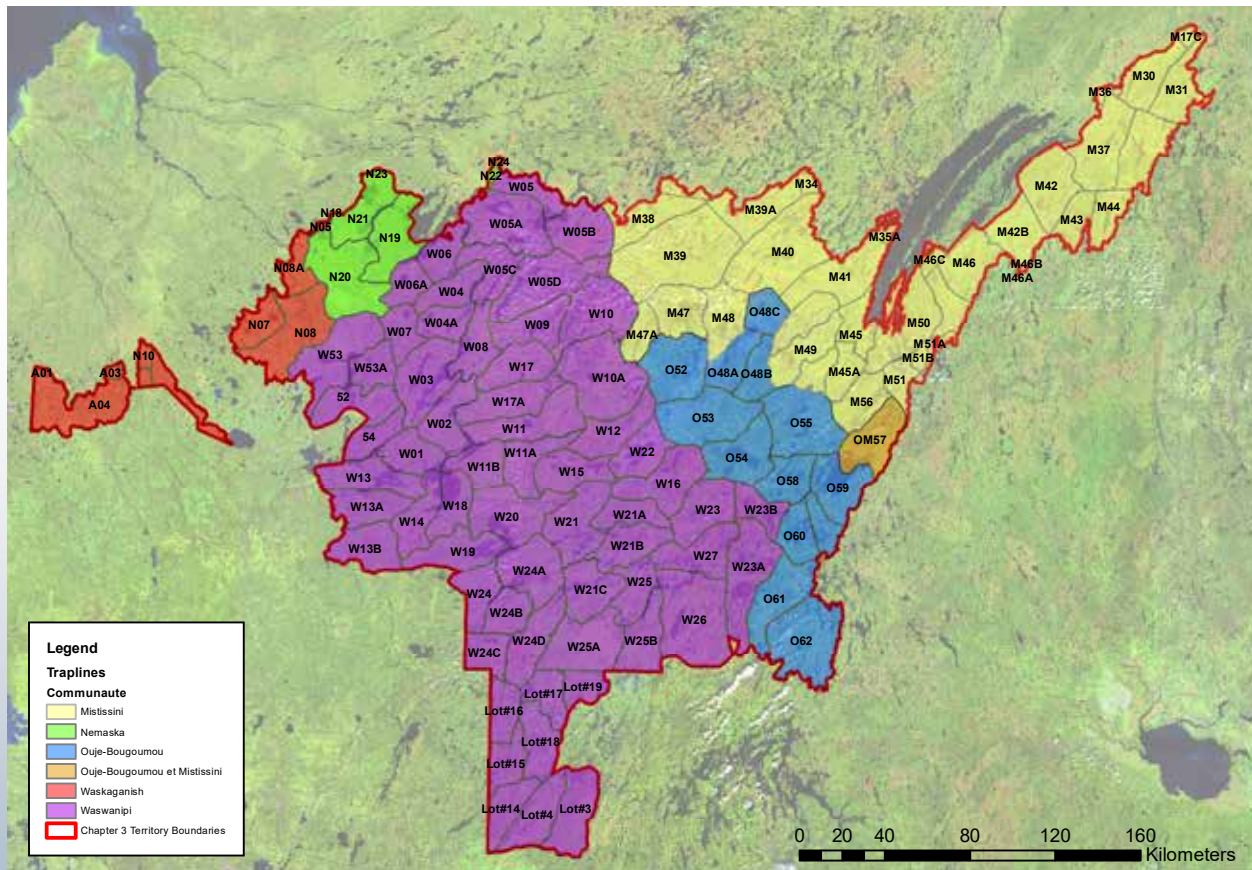 M17C
M30
M36
M31
M37
N24
N22
N23
W05
M34
M42
M38
M39A
M44
N18
N21
M43
N05
W05A
W05B
M42B
M35A
N19
M40
M39
W06
M46C
M46
M46B
N08A
W05C
M41
M46A
N20
W06A
W05D
W04
M47
O48C
W10
M48
N07
N08
W04A
W09
M50
W07
M47A
M45
W08
M51A
M49
M51B
N10
W53
W53A
W17
O52
O48A
O48B
M45A
A01
A03
W03
W10A
M51
52
W17A
M56
A04
O53
O55
W02
W11
W12
54
OM57
W01
W11A
W22
O54
W11B
W15
W13
W16
O58
O59
W13A
W18
W23
W23B
W14
W20
W21
W21A
O60
W13B
W19
W21B
W27
W23A
W24A
W25
W24
W21C
O61
W24B
W26
W24D
W25A
W25B
O62
W24C
Lot#17
Lot#19
Lot#16
Lot#18
Lot#15
Lot#14
Lot#4
Lot#3
Legend
Traplines
Communaute
Mistissini
Nemaska
Ouje-Bougoumou
Ouje-Bougoumou et Mistissini
Waskaganish
Waswanipi
Chapter 3 Territory Boundaries
0 20 40 80 120 160
Kilometers